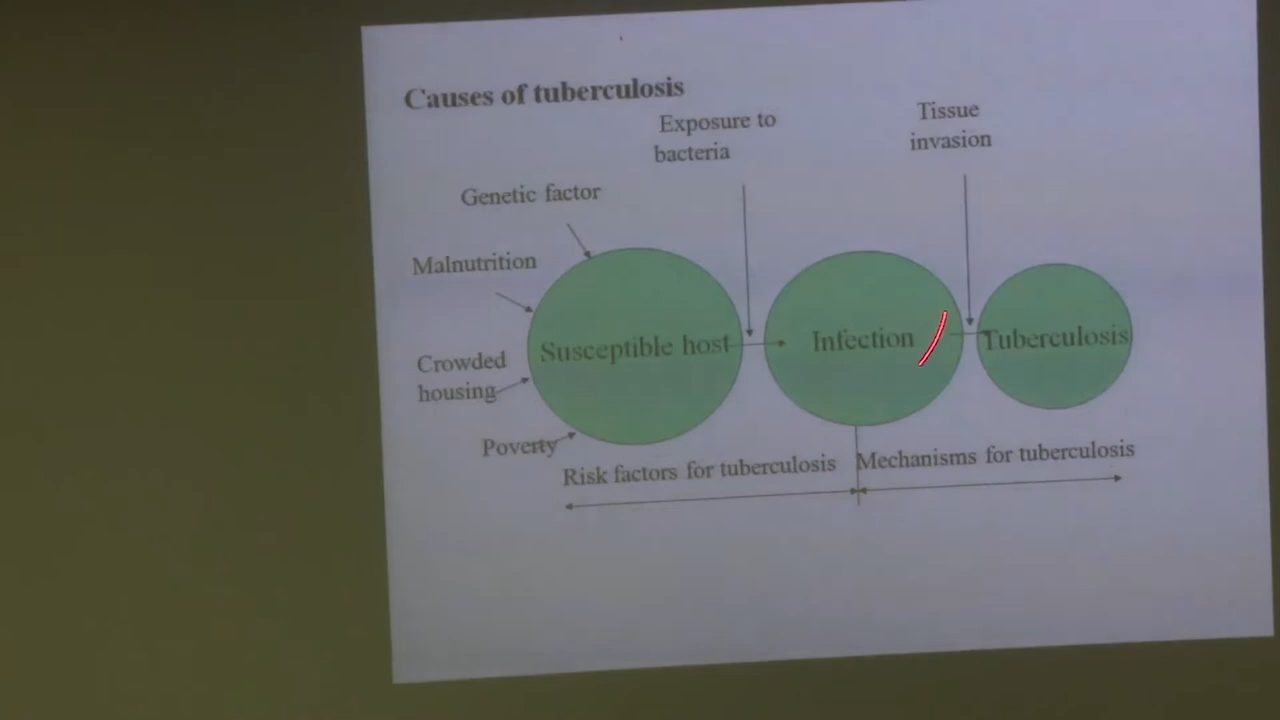 Causes of tuberculosis
Exposure to
bacteria
Tissue
invasion
Genetic factor
Malnutrition
Crowded
housing
Poverty
Susceptible host
Infection
Tuberculosis
Risk factors for tuberculosis
Mechanisms for tuberculosis